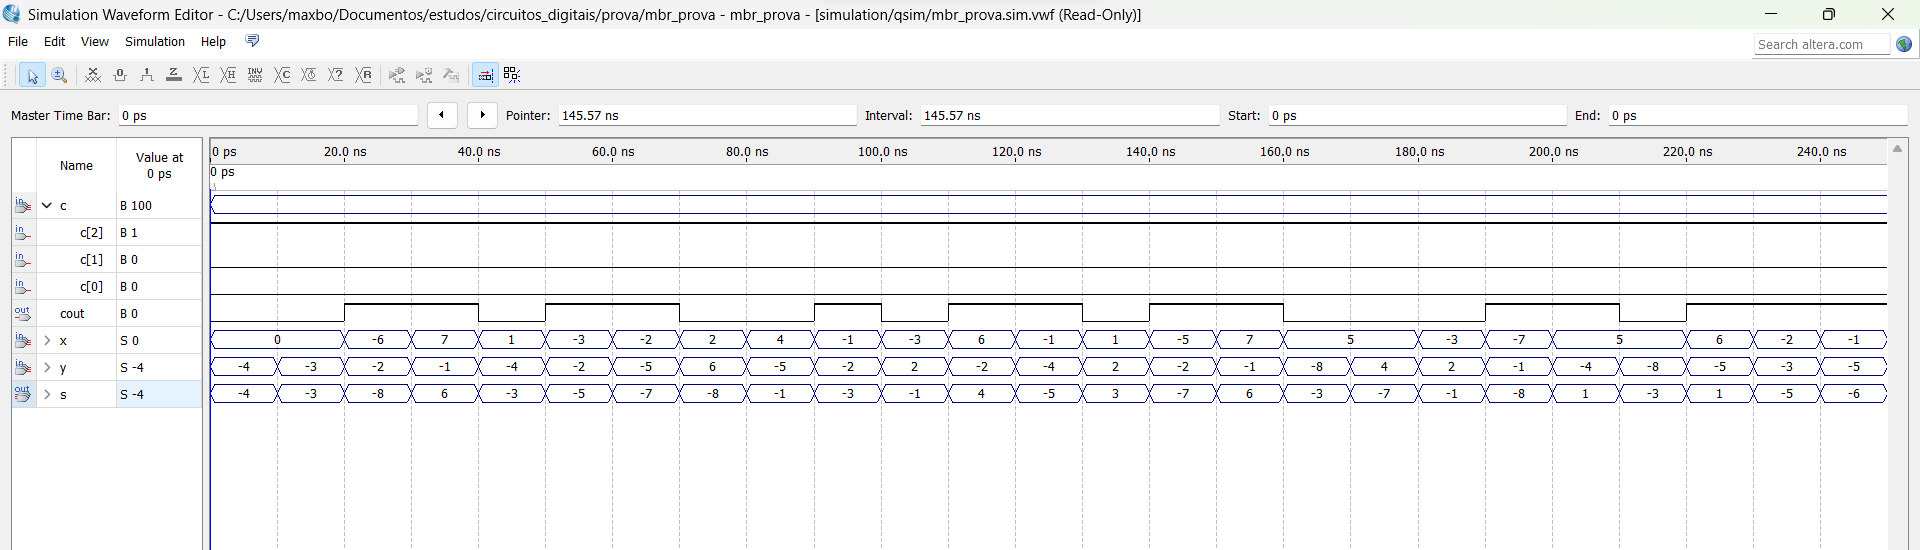 Simulation Waveform Editor - C:/Users/maxbo/Documentos/estudos/circuitos_digitais/prova/mbr_prova - mbr_prova - [simulation/qsim/mbr_prova.sim.vwf (Read-Only)]
File Edit View Simulation Help
Search altera.com
Master Time Bar: 0 ps Pointer: 145.57 ns Interval: 145.57 ns Start: 0 ps End: 0 ps
Name Value at 0 ps
0 ps 20.0 ns 40.0 ns 60.0 ns 80.0 ns 100.0 ns 120.0 ns 140.0 ns 160.0 ns 180.0 ns 200.0 ns 220.0 ns 240.0 ns
0 ps
c B 100
c[2] B 1
c[1] B 0
c[0] B 0
cout B 0
x S 0 0 -6 7 1 -3 -2 2 4 -1 -3 6 -1 1 -5 7 5 -3 -7 5 6 -2 -1
y S -4 -4 -3 -2 -1 -4 -2 -5 6 -5 -2 2 -2 -4 2 -2 -1 -8 4 2 -1 -4 -8 -5 -3 -5
s S -4 -4 -3 -8 6 -3 -5 -7 -8 -1 -3 -1 4 -5 3 -7 6 -3 -7 -1 -8 1 -3 1 -5 -6